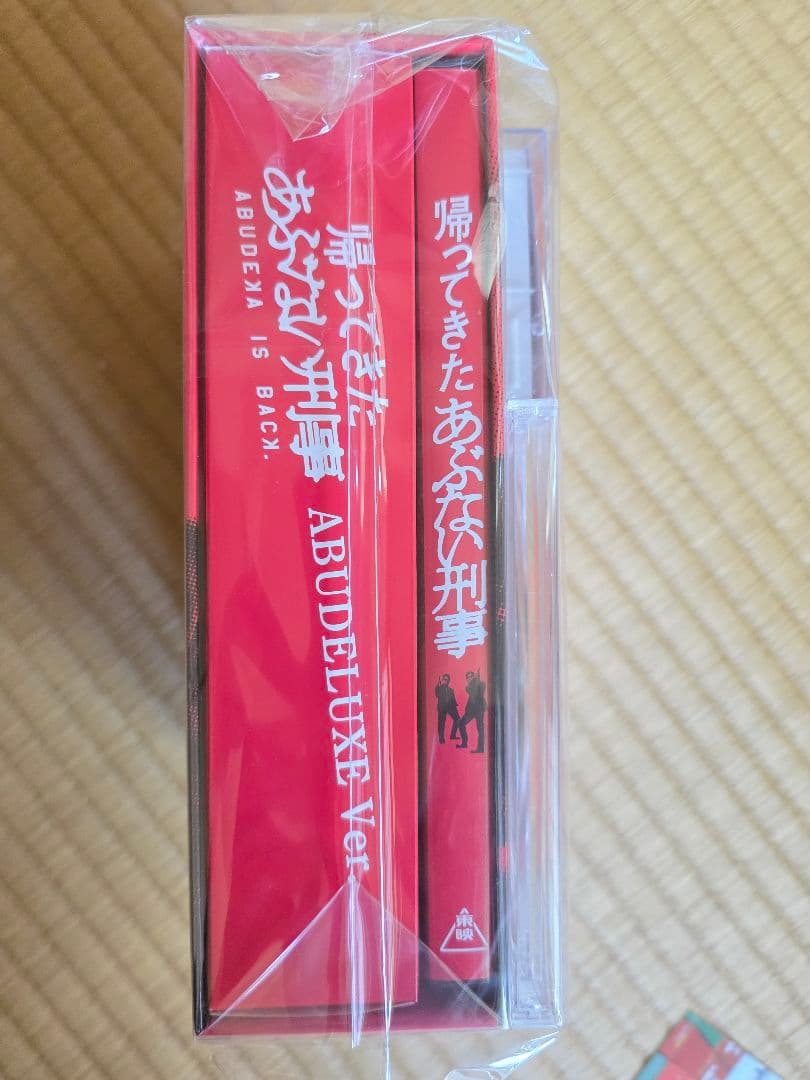 帰ってきた
あぶない刑事
ABUDEKA IS BACK.
ABUDELUXE Ver.
帰ってきた あぶない刑事
東映